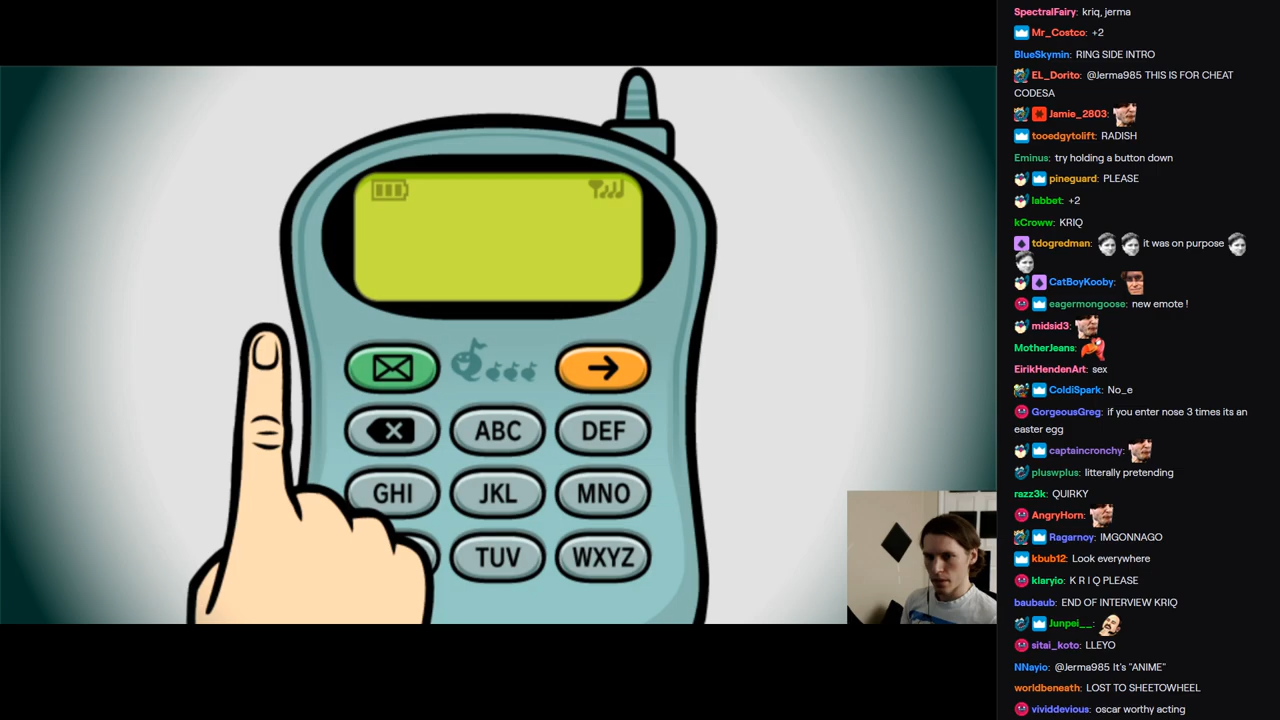 ABC
DEF
GHI
JKL
MNO
TUV
WXYZ
SpectralFairy: kriq, jerma
Mr_Costco: +2
BlueSkymin: RING SIDE INTRO
EL_Dorito: @Jerma985 THIS IS FOR CHEAT
CODESA
Jamie_2803:
tooedgytolift: RADISH
Eminus: try holding a button down
pineguard: PLEASE
labbet: +2
kCroww: KRIQ
tdogredman: it was on purpose
CatBoyKooby:
eagermongoose: new emote !
midsid3:
MotherJeans:
EirikHendenArt: sex
ColdiSpark: No_e
GorgeousGreg: if you enter nose 3 times its an
easter egg
captaincronchy:
pluswplus: litterally pretending
razz3k: QUIRKY
AngryHorn:
Ragarnoy: IMGONNAGO
kbub12: Look everywhere
klaryio: K R I Q PLEASE
baubaub: END OF INTERVIEW KRIQ
Junpei__:
sitai_koto: LLEYO
NNayio: @Jerma985 It's "ANIME"
worldbeneath: LOST TO SHEETOWHEEL
vividdevious: oscar worthy acting